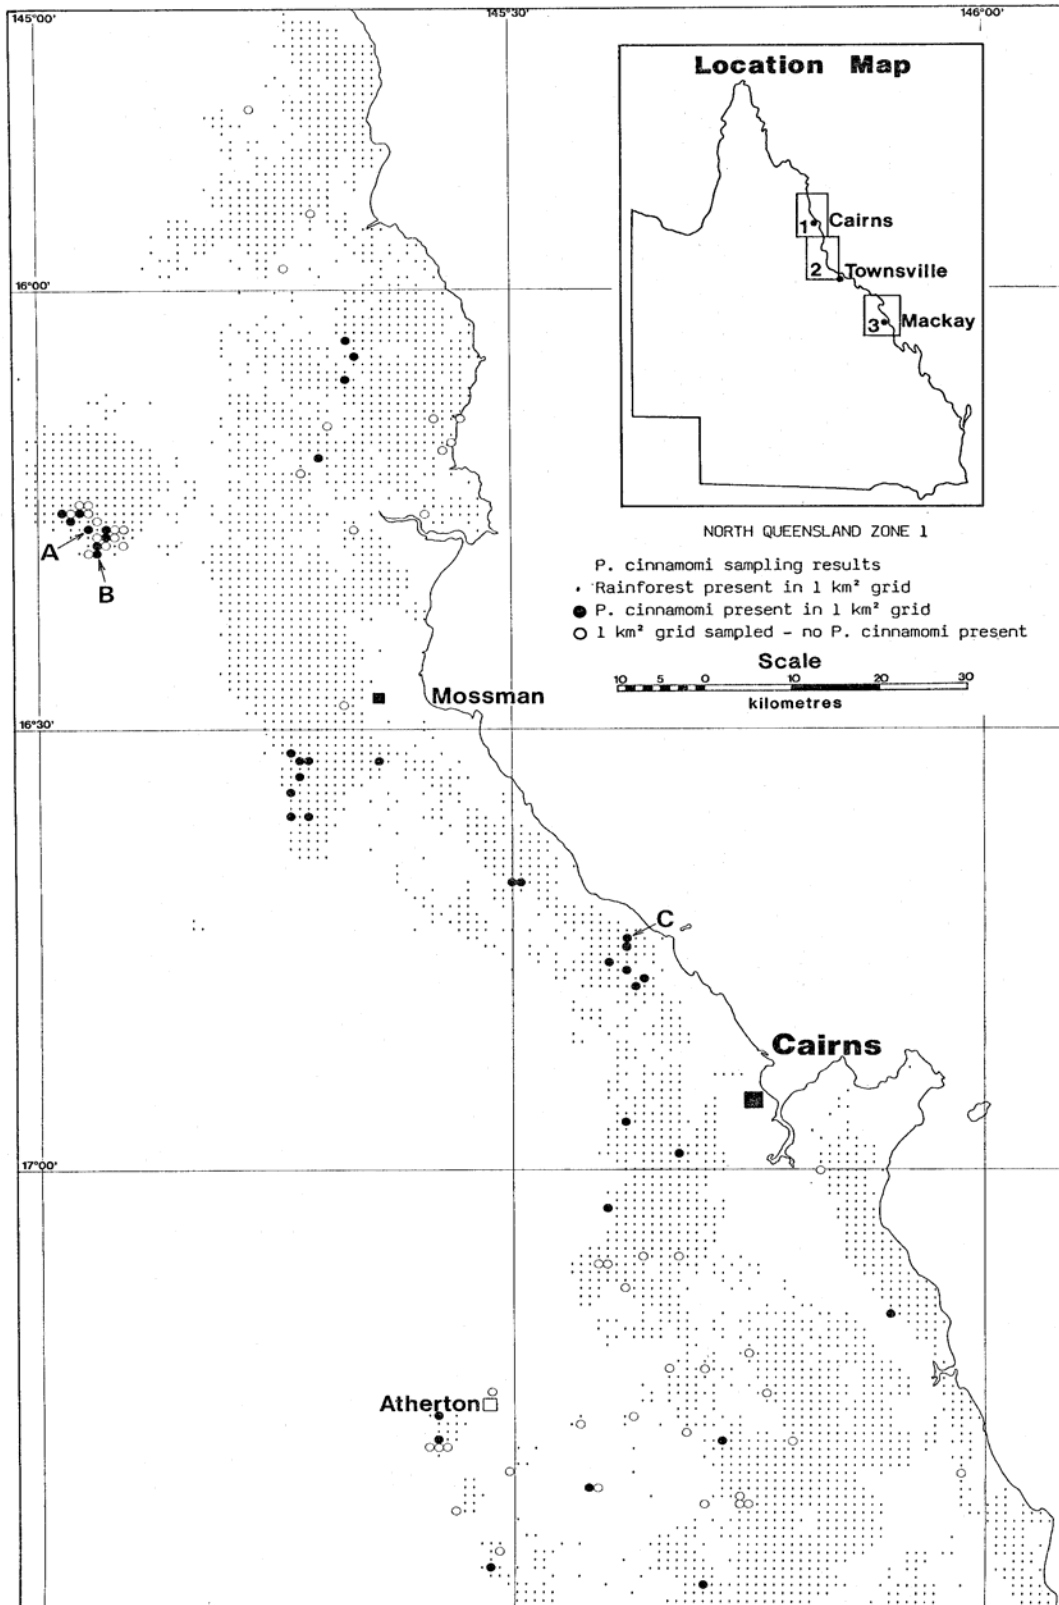 145°00'
145°30'
146°00'
Location Map
1
Cairns
2
Townsville
3
Mackay
16°00'
NORTH QUEENSLAND ZONE 1
P. cinnamomi sampling results
Rainforest present in 1 km² grid
P. cinnamomi present in 1 km² grid
1 km² grid sampled – no P. cinnamomi present
Scale
10 5 0 10 20 30
kilometres
A
B
Mossman
16°30'
C
Cairns
17°00'
Atherton